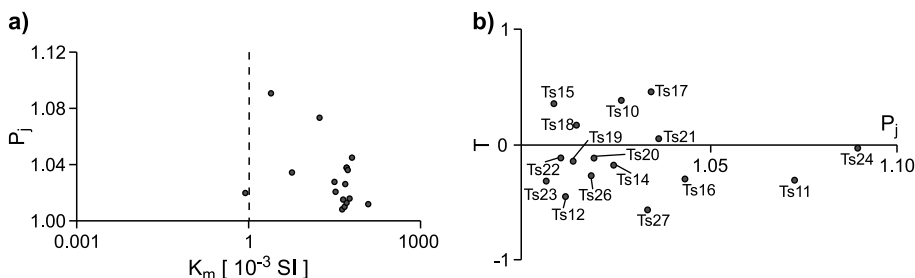 a)
1.12
1.08
1.04
1.00
Pj
0.001
1
1000
Km [ 10-3 SI ]
b)
1
0
-1
T
Pj
1.05
1.10
Ts15
Ts10
Ts17
Ts18
Ts19
Ts21
Ts20
Ts24
Ts22
Ts23
Ts14
Ts12
Ts26
Ts16
Ts11
Ts27